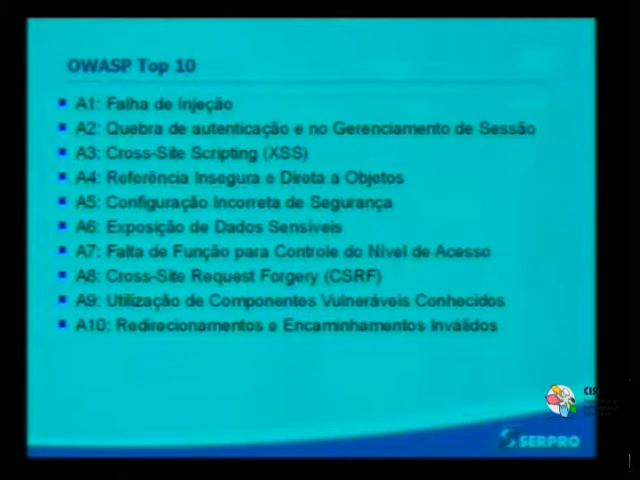 OWASP Top 10
A1: Falha de Injeção
A2: Quebra de autenticação e no Gerenciamento de Sessão
A3: Cross-Site Scripting (XSS)
A4: Referência Insegura e Direta a Objetos
A5: Configuração Incorreta de Segurança
A6: Exposição de Dados Sensíveis
A7: Falta de Função para Controle do Nível de Acesso
A8: Cross-Site Request Forgery (CSRF)
A9: Utilização de Componentes Vulneráveis Conhecidos
A10: Redirecionamentos e Encaminhamentos Inválidos
SERPRO